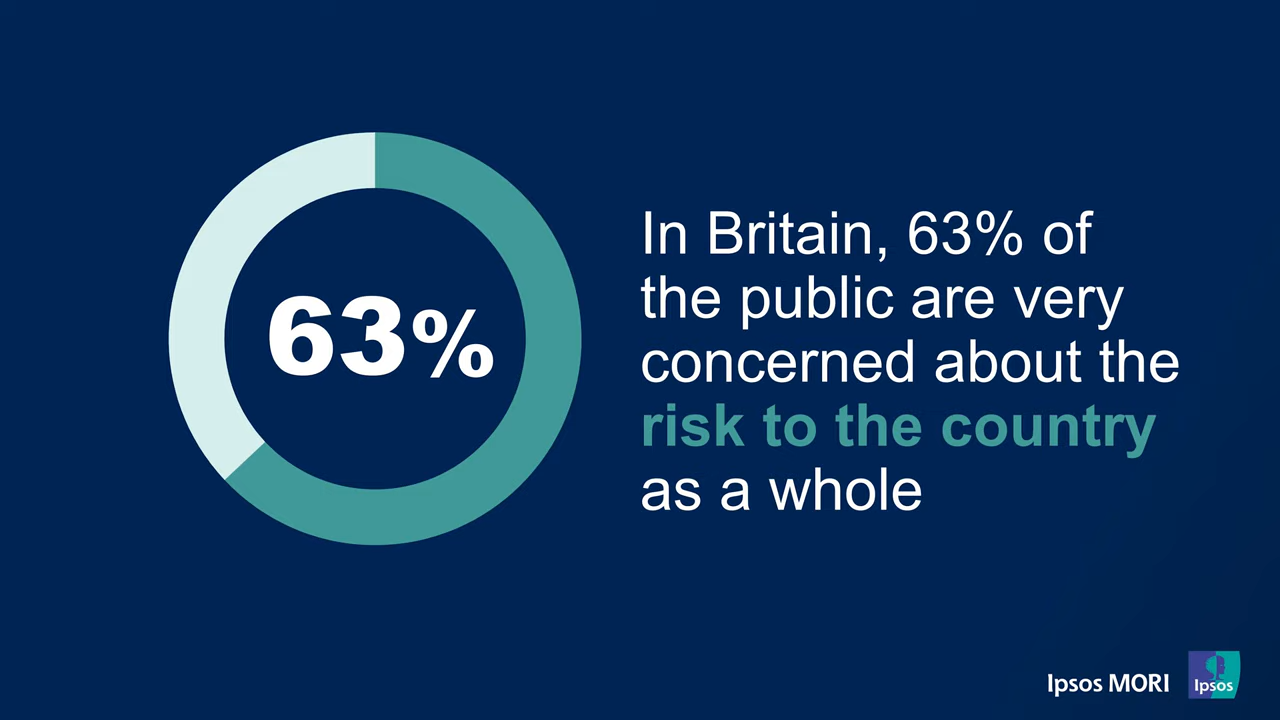 63%
In Britain, 63% of
the public are very
concerned about the
risk to the country
as a whole
Ipsos MORI
Ipsos